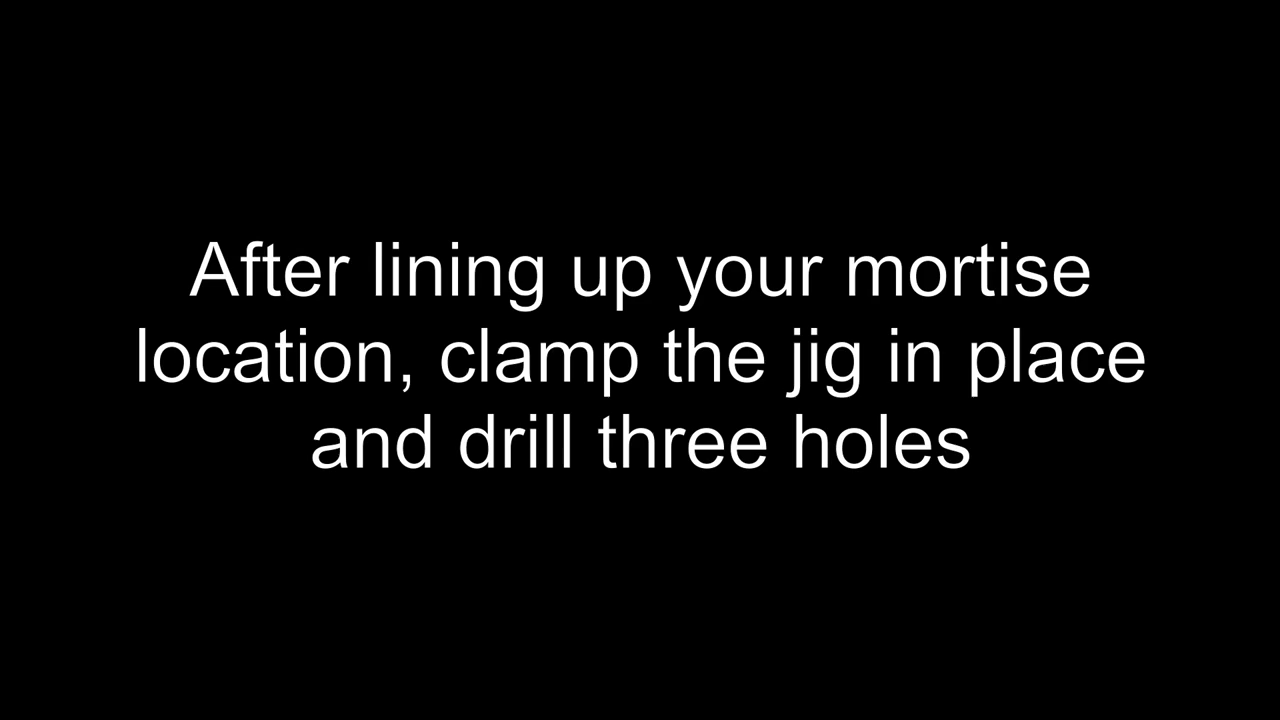 After lining up your mortise
location, clamp the jig in place
and drill three holes